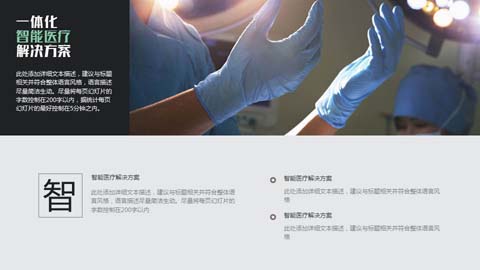 一体化
智能医疗
解决方案
此处添加详细文本描述，建议与标题
相关并符合整体语言风格，语言描述
尽量简洁生动。尽量将每页幻灯片的
字数控制在200字以内，据统计每页
幻灯片的最好控制在5分钟之内。
智
智能医疗解决方案
此处添加详细文本描述，建议与标题相关并符合整体语
言风格，语言描述尽量简洁生动。尽量将每页幻灯片的
字数控制在200字以内
智能医疗解决方案
此处添加详细文本描述，建议与标题相关并符合整体语言风
格
智能医疗解决方案
此处添加详细文本描述，建议与标题相关并符合整体语言风
格